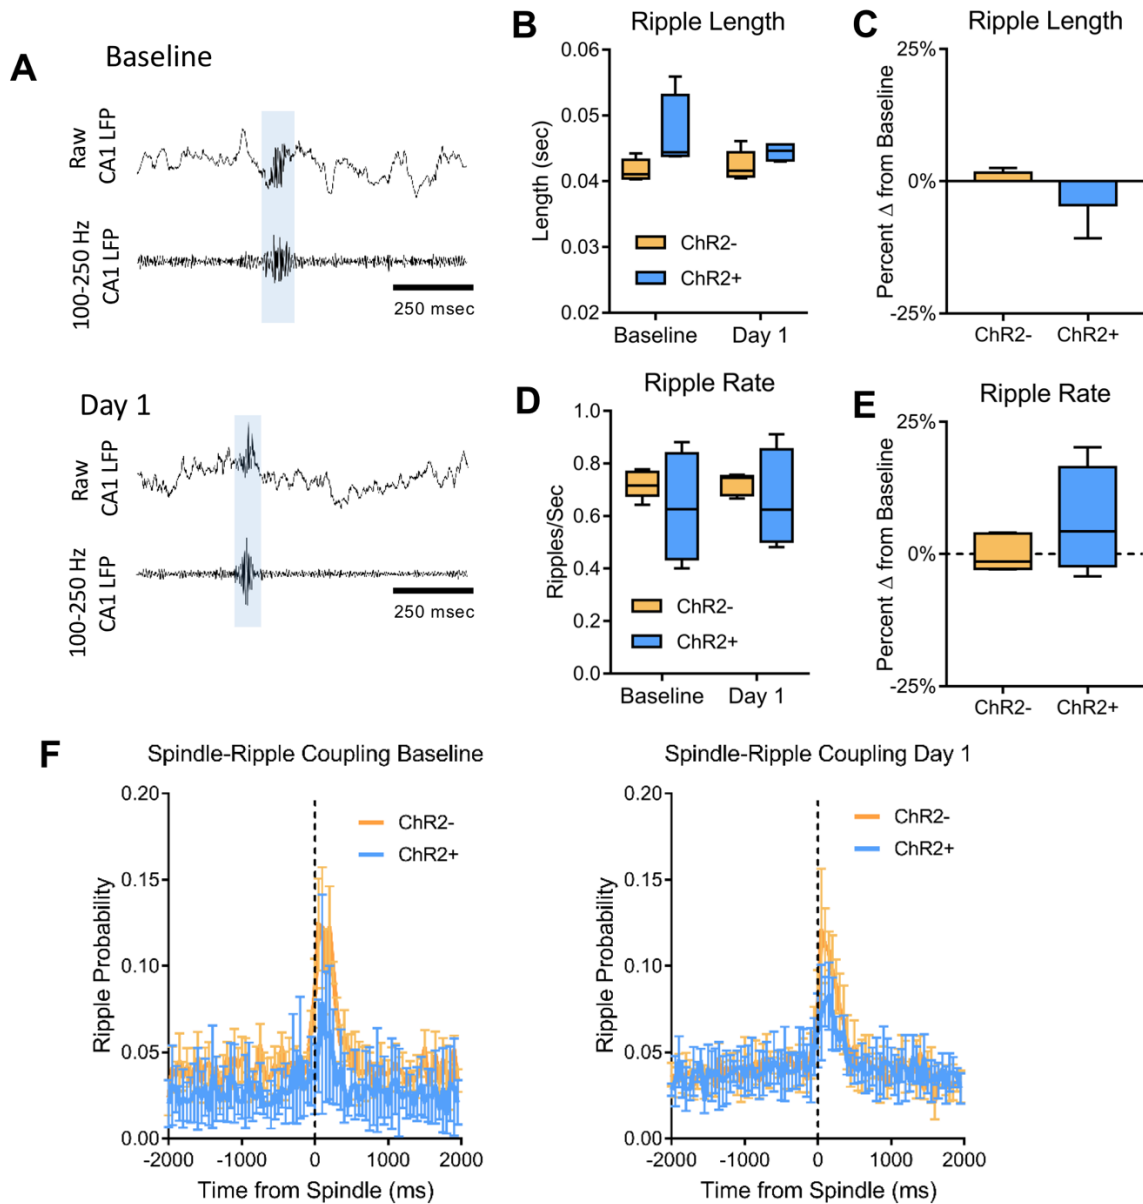 A
Baseline
Raw
CA1 LFP
100-250 Hz
CA1 LFP
250 msec
Day 1
Raw
CA1 LFP
100-250 Hz
CA1 LFP
250 msec
B
Ripple Length
Length (sec)
0.06
0.05
0.04
0.03
0.02
ChR2-
ChR2+
Baseline
Day 1
C
Ripple Length
Percent Δ from Baseline
25%
0%
-25%
ChR2-
ChR2+
D
Ripple Rate
Ripples/Sec
1.0
0.8
0.6
0.4
0.2
0.0
ChR2-
ChR2+
Baseline
Day 1
E
Ripple Rate
Percent Δ from Baseline
25%
0%
-25%
ChR2-
ChR2+
F
Spindle-Ripple Coupling Baseline
Ripple Probability
0.20
0.15
0.10
0.05
0.00
ChR2-
ChR2+
-2000 -1000 0 1000 2000
Time from Spindle (ms)
Spindle-Ripple Coupling Day 1
Ripple Probability
0.20
0.15
0.10
0.05
0.00
ChR2-
ChR2+
-2000 -1000 0 1000 2000
Time from Spindle (ms)